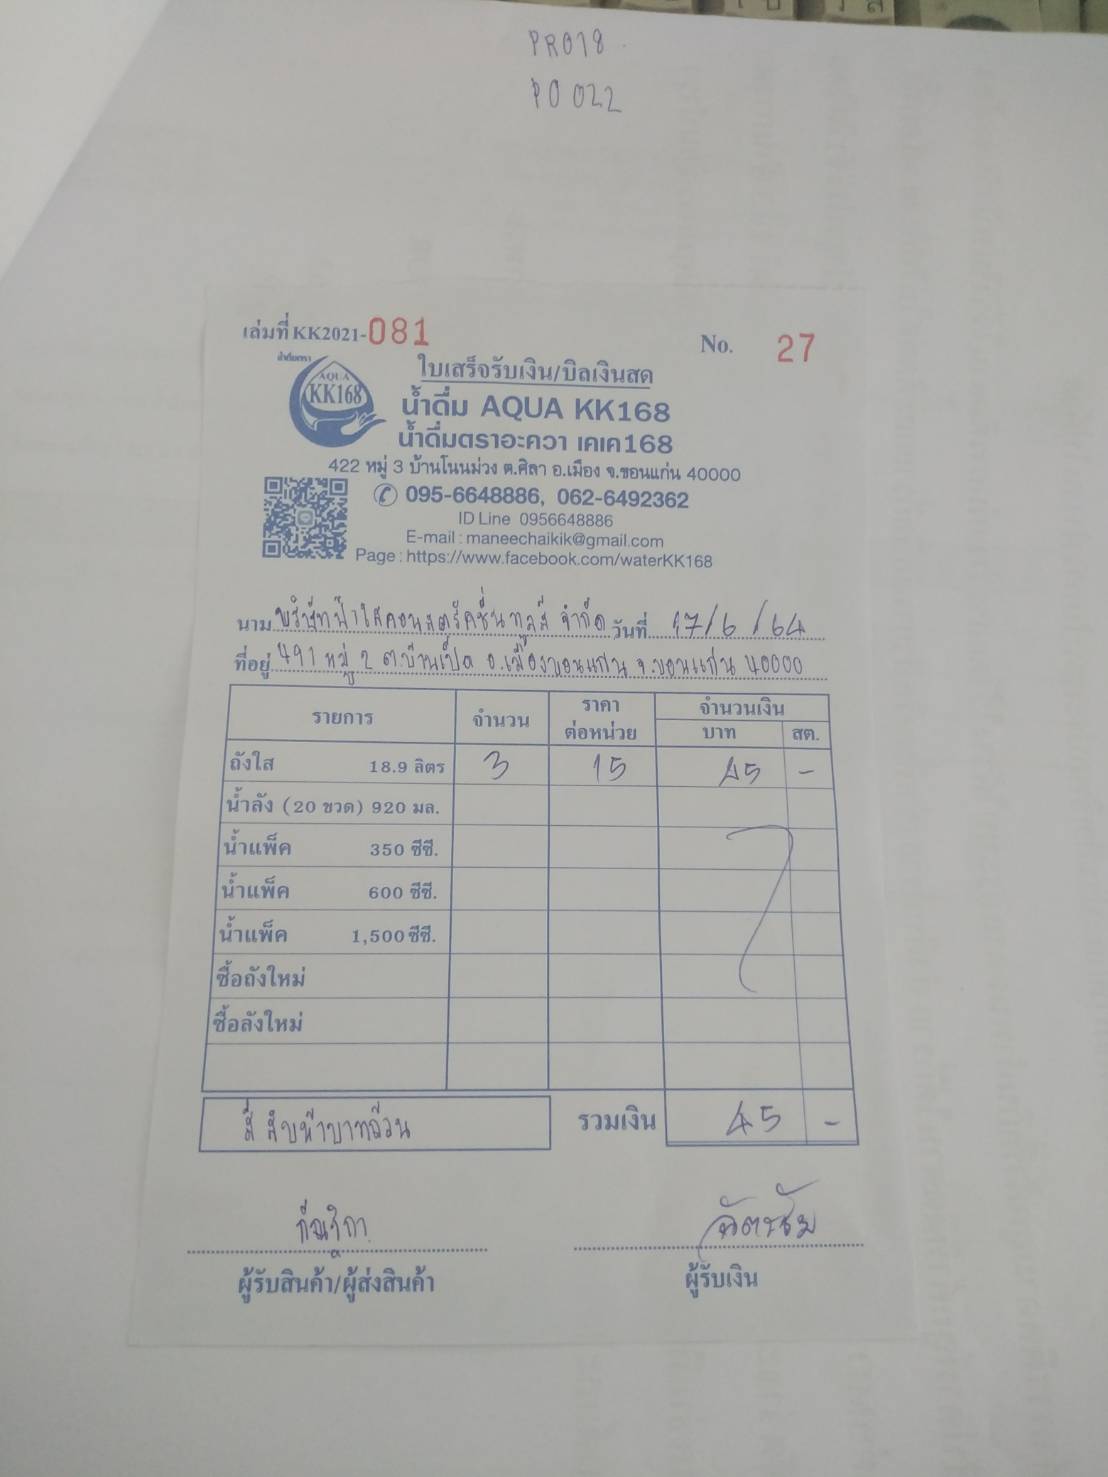 PR018
PO 022
เล่มที่ KK2021-081
No. 27
ใบเสร็จรับเงิน/บิลเงินสด
น้ำดื่มตรา
AQUA
KK168
น้ำดื่ม AQUA KK168
น้ำดื่มตราอะควา เคเค168
422 หมู่ 3 บ้านโนนม่วง ต.ศิลา อ.เมือง จ.ขอนแก่น 40000
095-6648886, 062-6492362
ID Line 0956648886
E-mail : maneechaikik@gmail.com
Page : https://www.facebook.com/waterKK168
นาม บริษัทป้าใสคอนสตรัคชั่นทูลส์ จำกัด วันที่ 17/6/64
ที่อยู่ 491 หมู่ 2 ต.บ้านเป็ด อ.เมืองขอนแก่น จ.ขอนแก่น 40000
รายการ จำนวน ราคา ต่อหน่วย จำนวนเงิน
บาท สต.
ถังใส 18.9 ลิตร 3 15 45 -
น้ำลัง (20 ขวด) 920 มล.
น้ำแพ็ค 350 ซีซี.
น้ำแพ็ค 600 ซีซี.
น้ำแพ็ค 1,500 ซีซี.
ซื้อถังใหม่
ซื้อลังใหม่
สี่สิบห้าบาทถ้วน รวมเงิน 45 -
ผู้รับสินค้า/ผู้ส่งสินค้า ผู้รับเงิน